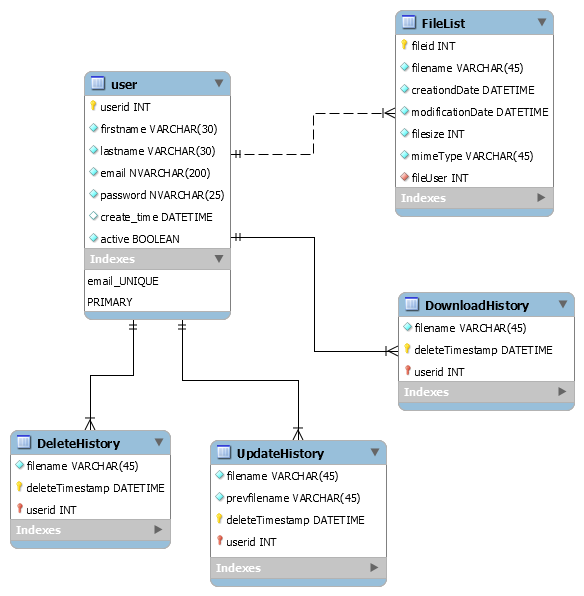 FileList
fileid INT
filename VARCHAR(45)
creationdDate DATETIME
modificationDate DATETIME
filesize INT
mimeType VARCHAR(45)
fileUser INT
Indexes
user
userid INT
firstname VARCHAR(30)
lastname VARCHAR(30)
email NVARCHAR(200)
password NVARCHAR(25)
create_time DATETIME
active BOOLEAN
Indexes
email_UNIQUE
PRIMARY
DownloadHistory
filename VARCHAR(45)
deleteTimestamp DATETIME
userid INT
Indexes
DeleteHistory
filename VARCHAR(45)
deleteTimestamp DATETIME
userid INT
Indexes
UpdateHistory
filename VARCHAR(45)
prevfilename VARCHAR(45)
deleteTimestamp DATETIME
userid INT
Indexes